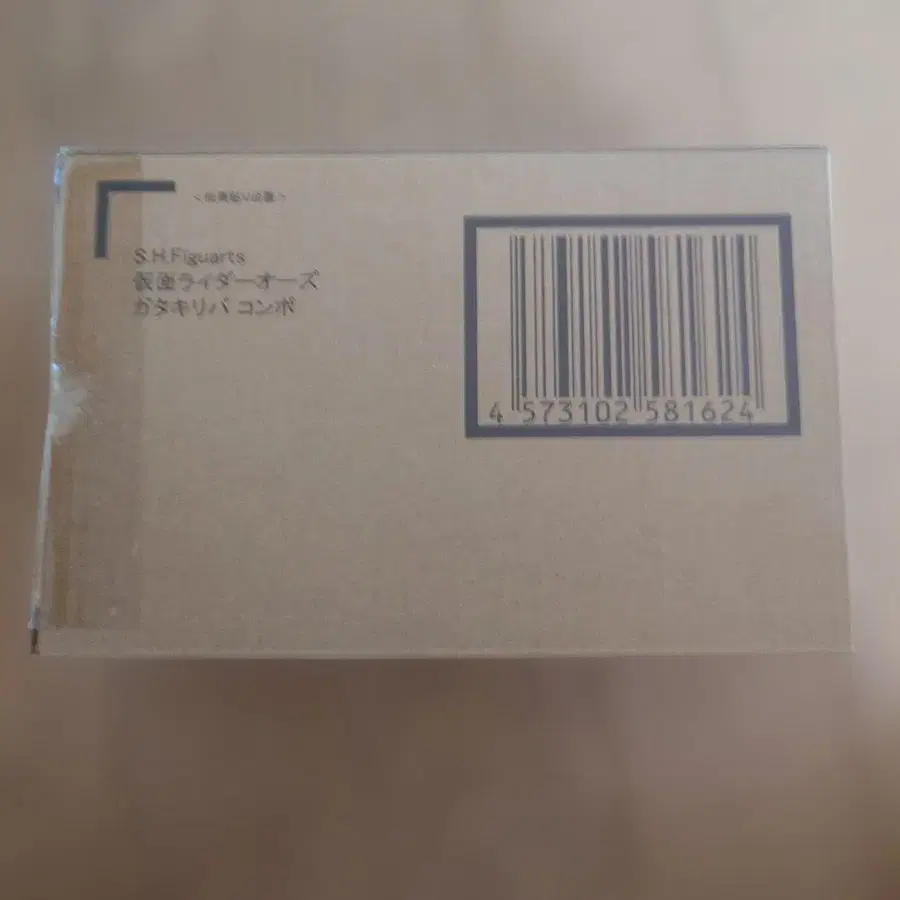 S.H.Figuarts
仮面ライダーオーズ
ガタキリバ コンボ
4 573102 581624